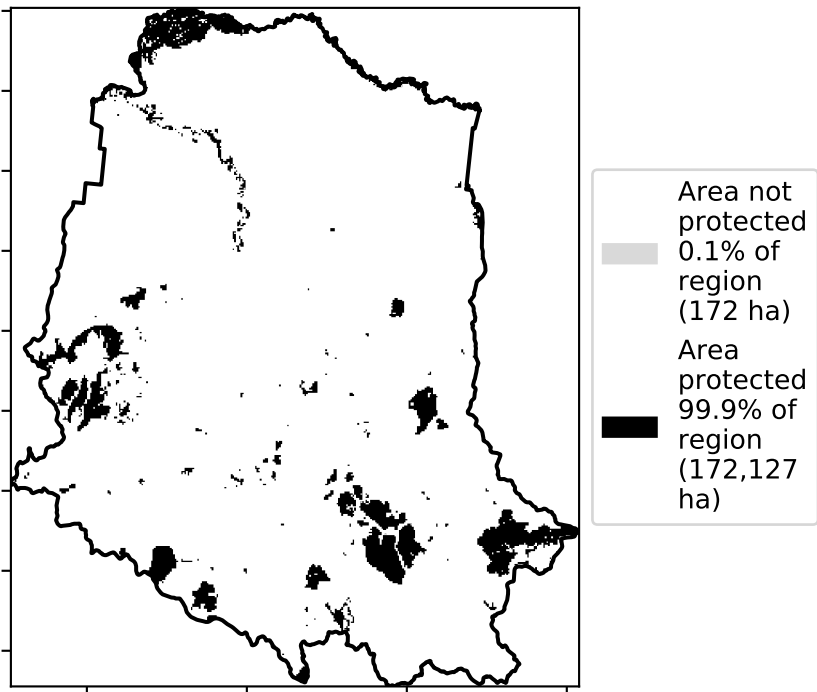 Area not
protected
0.1% of
region
(172 ha)
Area
protected
99.9% of
region
(172,127
ha)